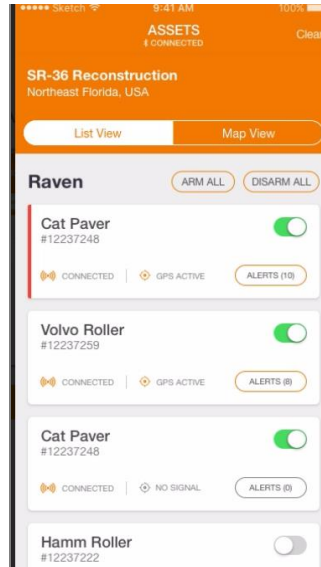 Sketch 9:41 AM 100%
ASSETS
CONNECTED
Clear
SR-36 Reconstruction
Northeast Florida, USA
List View Map View
Raven ARM ALL DISARM ALL
Cat Paver
#12237248
CONNECTED GPS ACTIVE ALERTS (10)
Volvo Roller
#12237259
CONNECTED GPS ACTIVE ALERTS (8)
Cat Paver
#12237248
CONNECTED NO SIGNAL ALERTS (0)
Hamm Roller
#12237222